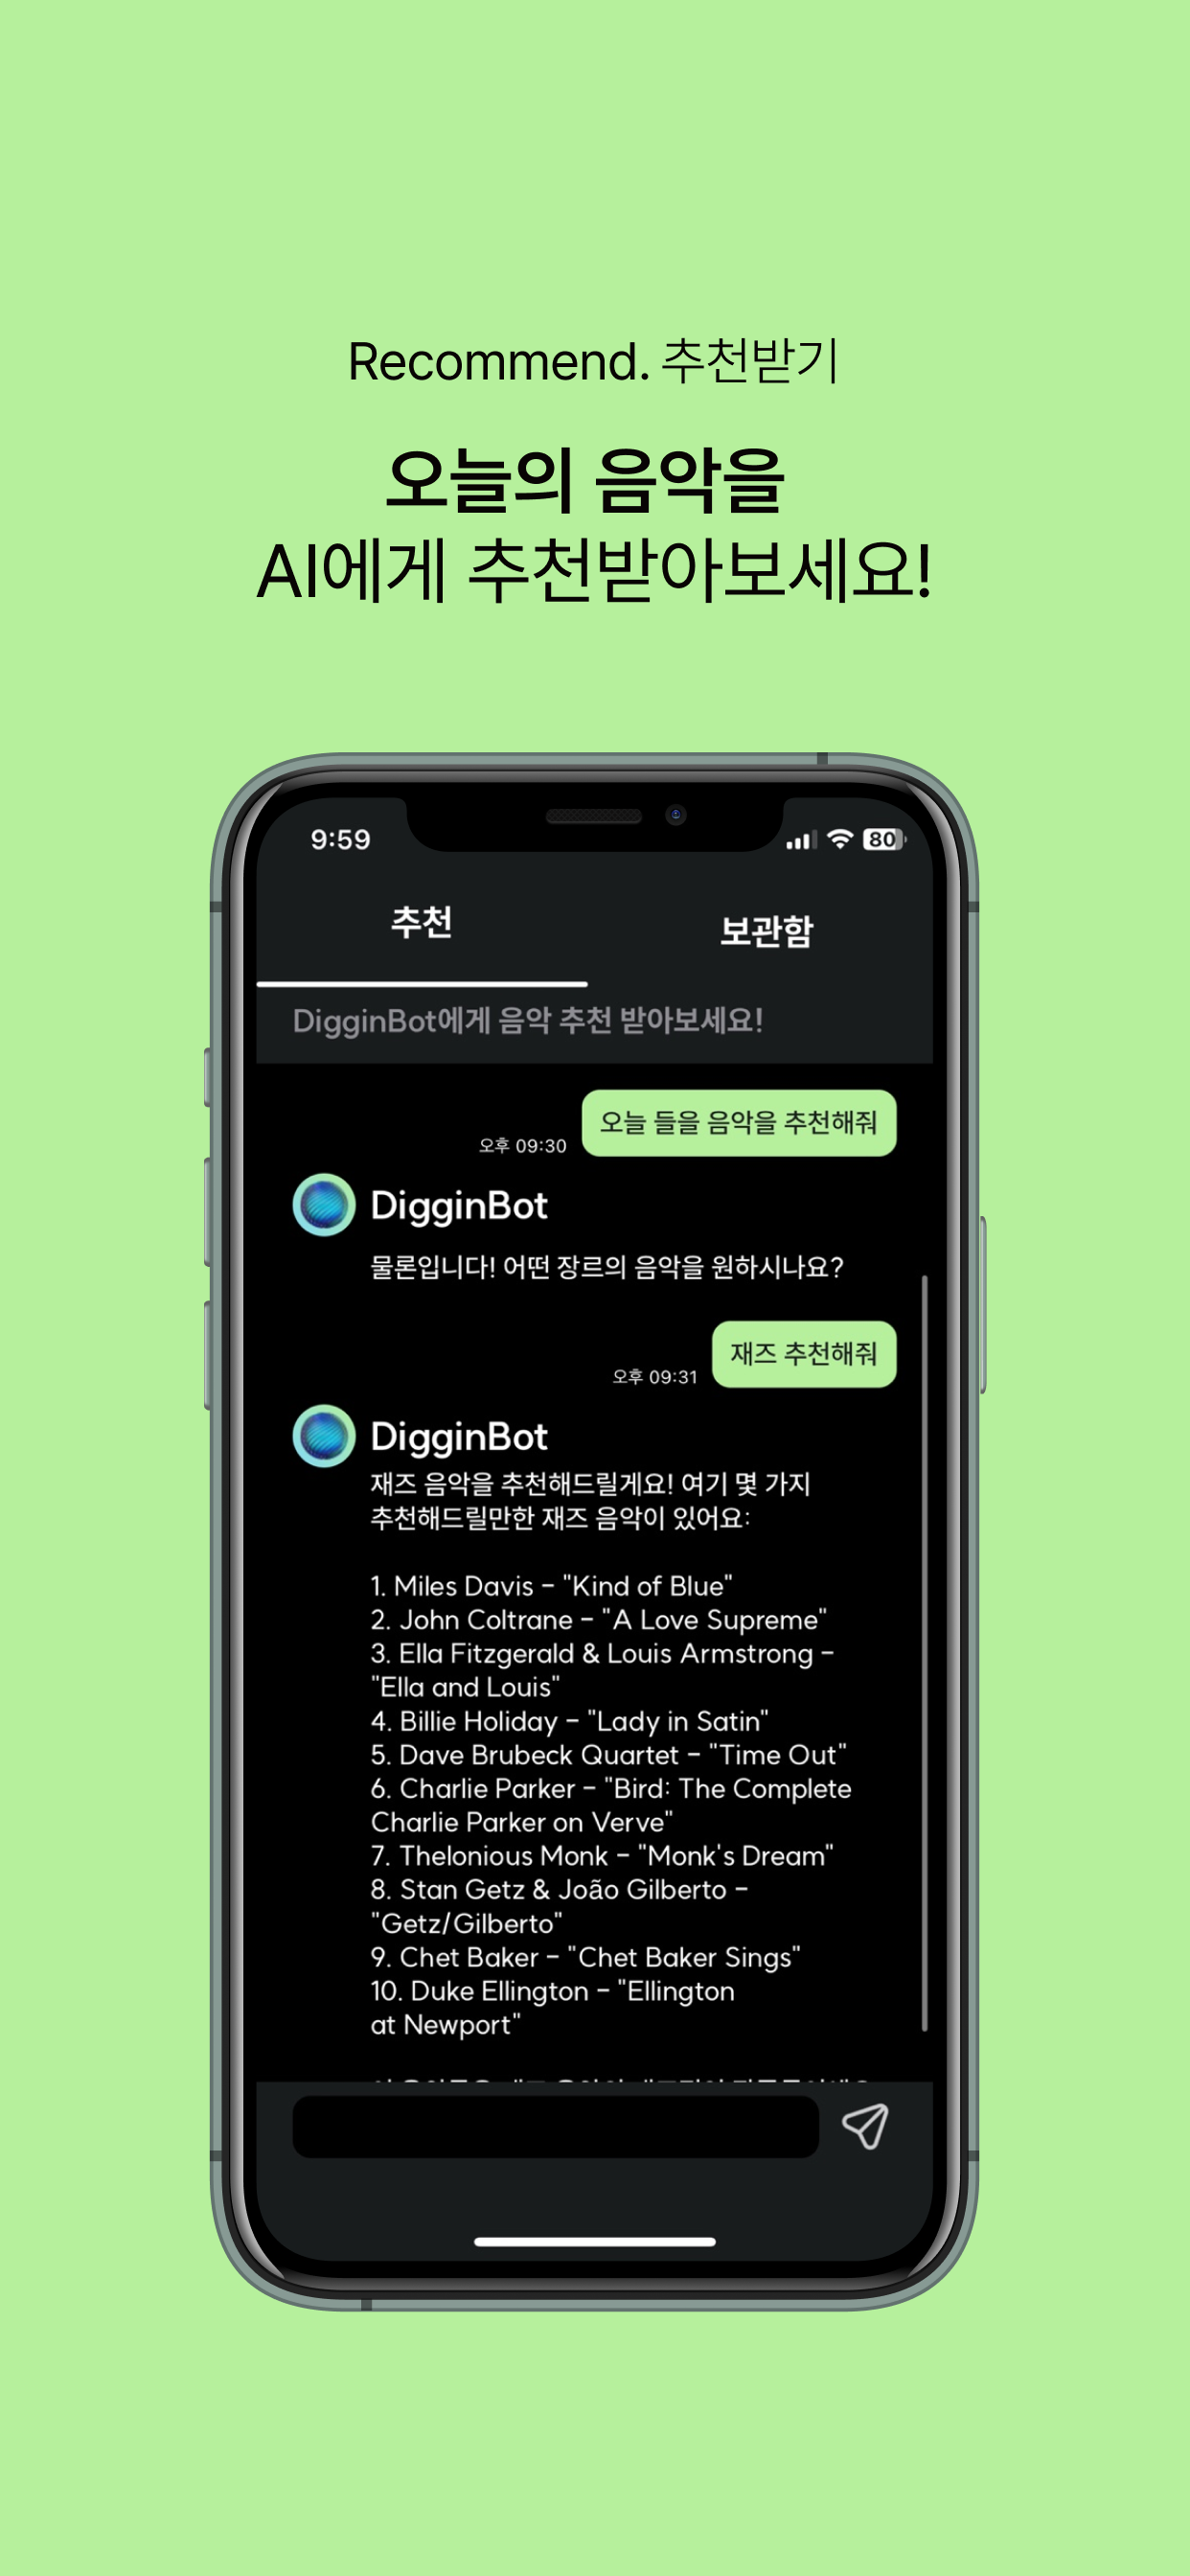 Recommend. 추천받기
오늘의 음악을
AI에게 추천받아보세요!
9:59
80
추천
보관함
DigginBot에게 음악 추천 받아보세요!
오늘 들을 음악을 추천해줘
오후 09:30
DigginBot
물론입니다! 어떤 장르의 음악을 원하시나요?
재즈 추천해줘
오후 09:31
DigginBot
재즈 음악을 추천해드릴게요! 여기 몇 가지
추천해드릴만한 재즈 음악이 있어요:
1. Miles Davis - "Kind of Blue"
2. John Coltrane - "A Love Supreme"
3. Ella Fitzgerald & Louis Armstrong -
"Ella and Louis"
4. Billie Holiday - "Lady in Satin"
5. Dave Brubeck Quartet - "Time Out"
6. Charlie Parker - "Bird: The Complete
Charlie Parker on Verve"
7. Thelonious Monk - "Monk's Dream"
8. Stan Getz & João Gilberto -
"Getz/Gilberto"
9. Chet Baker - "Chet Baker Sings"
10. Duke Ellington - "Ellington
at Newport"